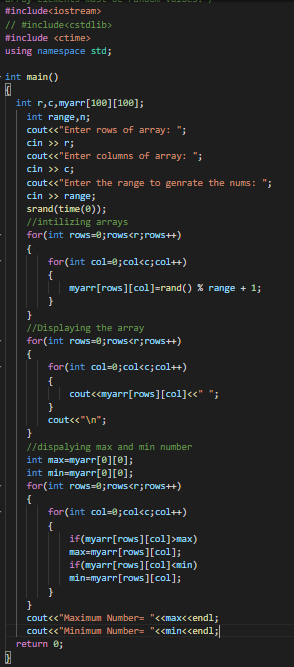 array elements must be random values. /
#include<iostream>
// #include<cstdlib>
#include <ctime>
using namespace std;
int main()
{
int r,c,myarr[100][100];
int range,n;
cout<<"Enter rows of array: ";
cin >> r;
cout<<"Enter columns of array: ";
cin >> c;
cout<<"Enter the range to genrate the nums: ";
cin >> range;
srand(time(0));
//intilizing arrays
for(int rows=0;rows<r;rows++)
{
for(int col=0;col<c;col++)
{
myarr[rows][col]=rand() % range + 1;
}
}
//Displaying the array
for(int rows=0;rows<r;rows++)
{
for(int col=0;col<c;col++)
{
cout<<myarr[rows][col]<<" ";
}
cout<<"\n";
}
//dispalying max and min number
int max=myarr[0][0];
int min=myarr[0][0];
for(int rows=0;rows<r;rows++)
{
for(int col=0;col<c;col++)
{
if(myarr[rows][col]>max)
max=myarr[rows][col];
if(myarr[rows][col]<min)
min=myarr[rows][col];
}
}
cout<<"Maximum Number= "<<max<<endl;
cout<<"Minimum Number= "<<min<<endl;
return 0;
}